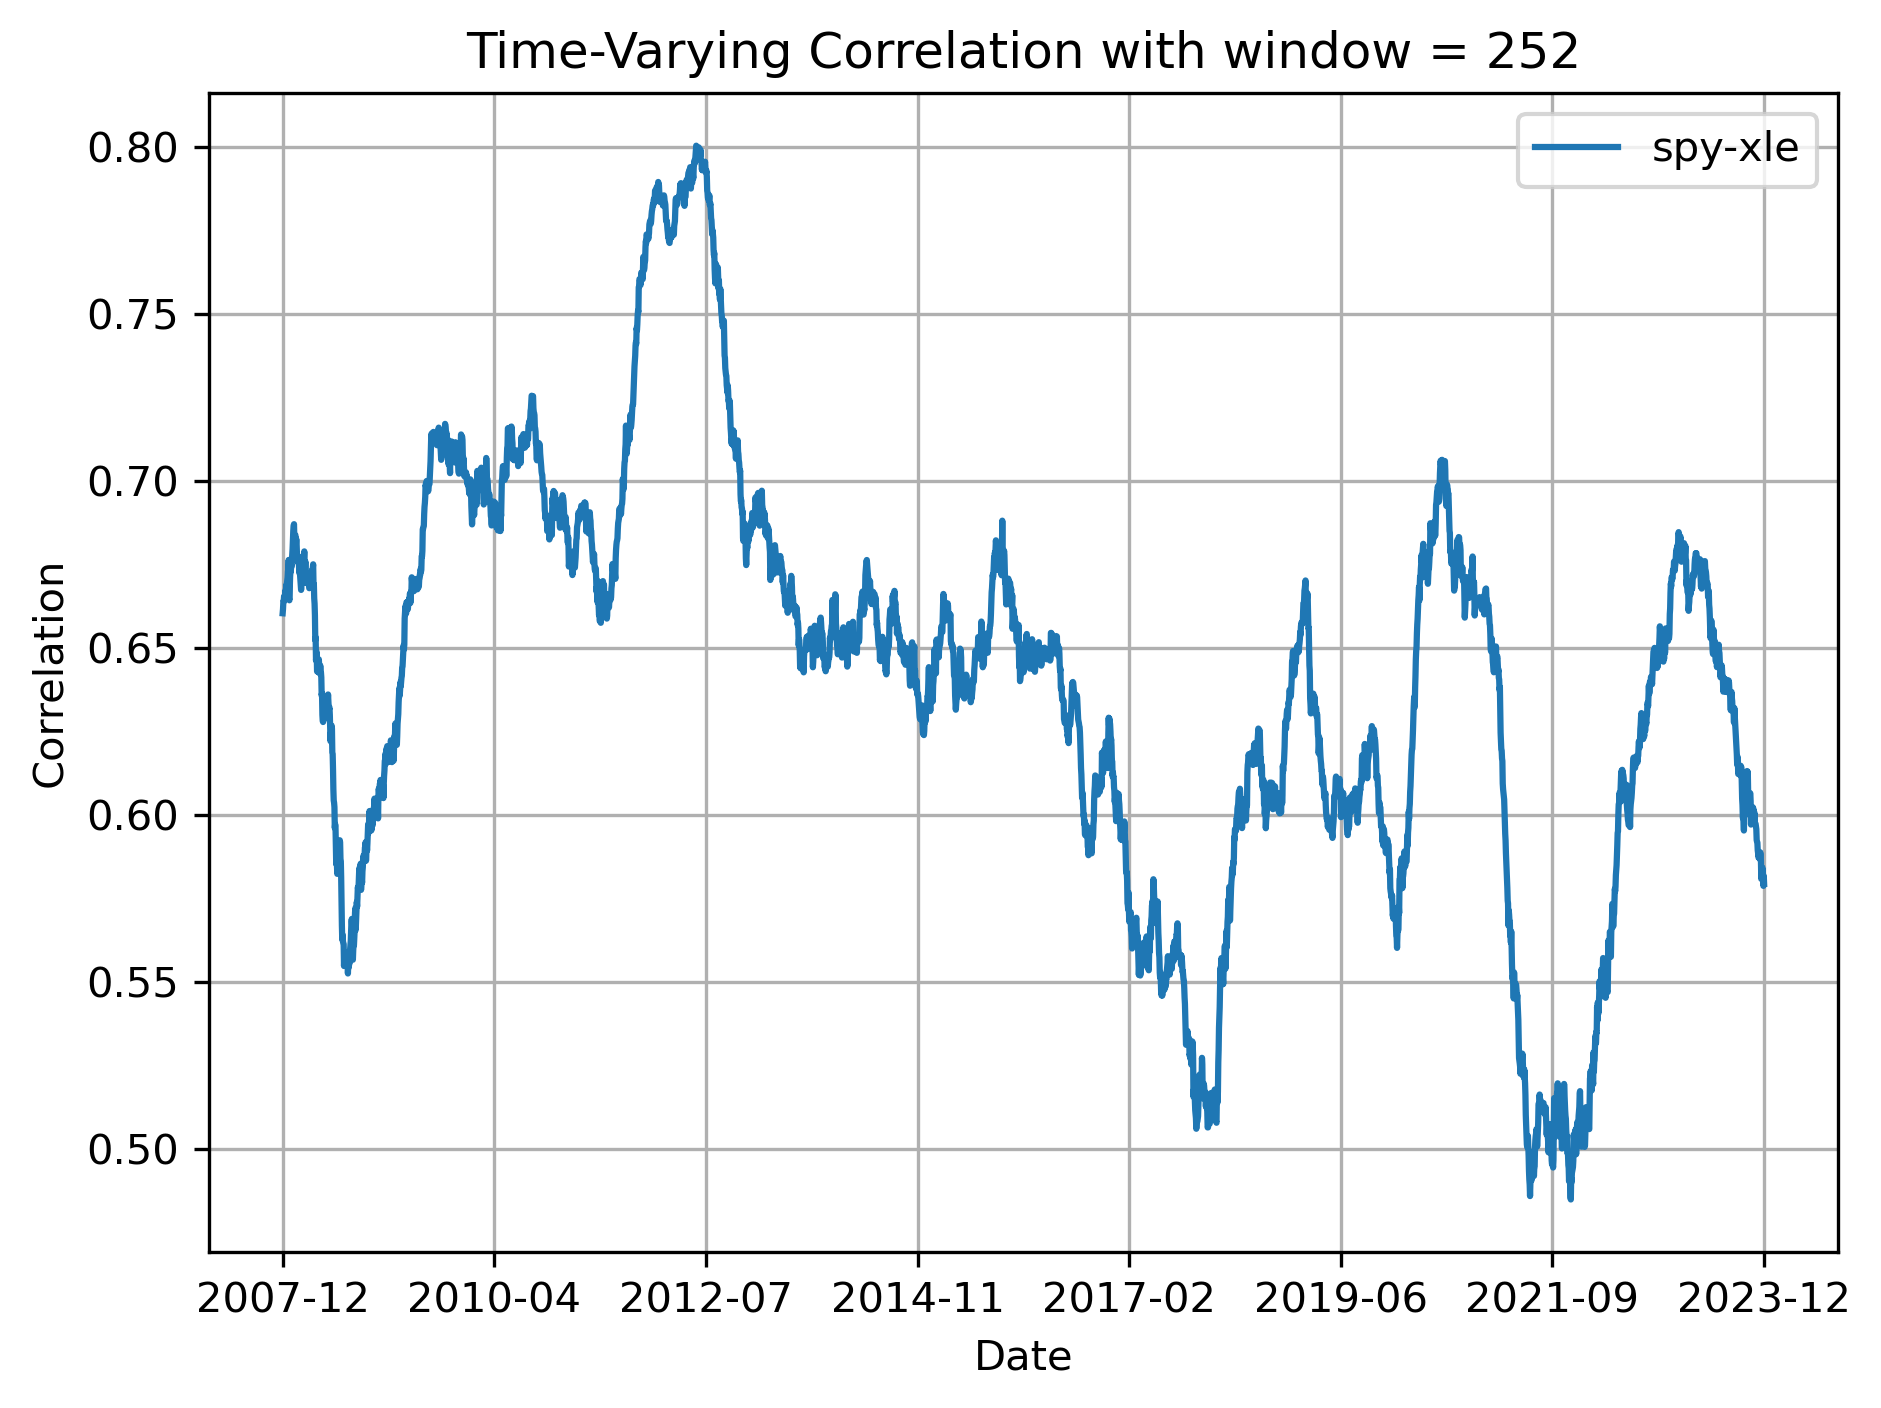 Time-Varying Correlation with window = 252
spy-xle
0.80
0.75
0.70
0.65
0.60
0.55
0.50
Correlation
2007-12 2010-04 2012-07 2014-11 2017-02 2019-06 2021-09 2023-12
Date